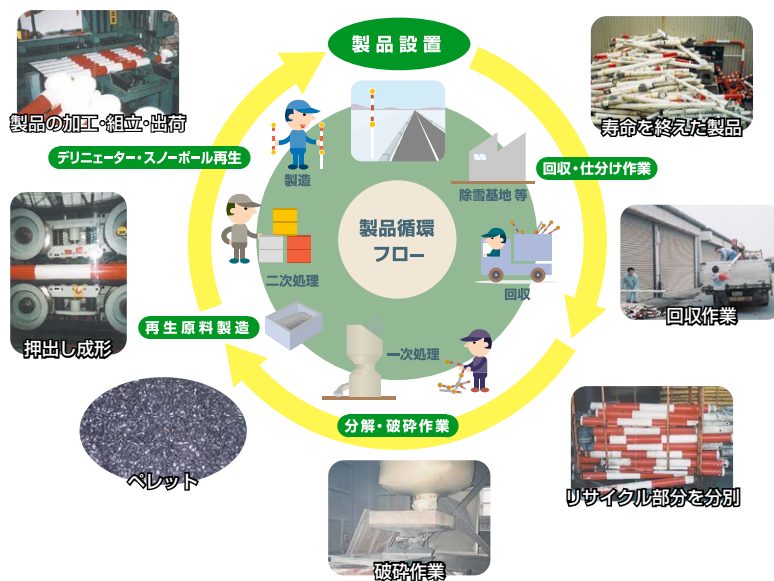 製品設置
製品の加工・組立・出荷
寿命を終えた製品
デリニェーター・スノーポール再生
製造
回収・仕分け作業
除雪基地 等
製品循環
フロー
二次処理
回収
回収作業
再生原料製造
押出し成形
一次処理
分解・破砕作業
ペレット
リサイクル部分を分別
破砕作業